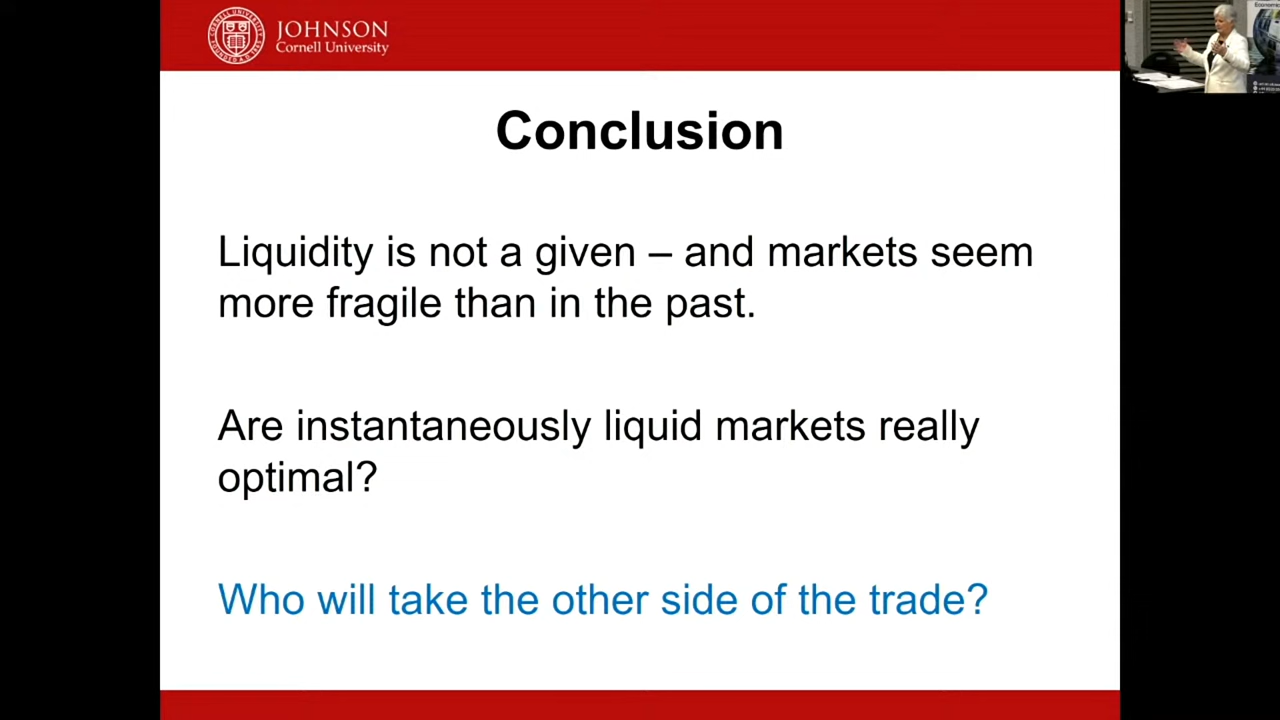 JOHNSON
Cornell University
Economics
Conclusion
Liquidity is not a given – and markets seem
more fragile than in the past.
Are instantaneously liquid markets really
optimal?
Who will take the other side of the trade?